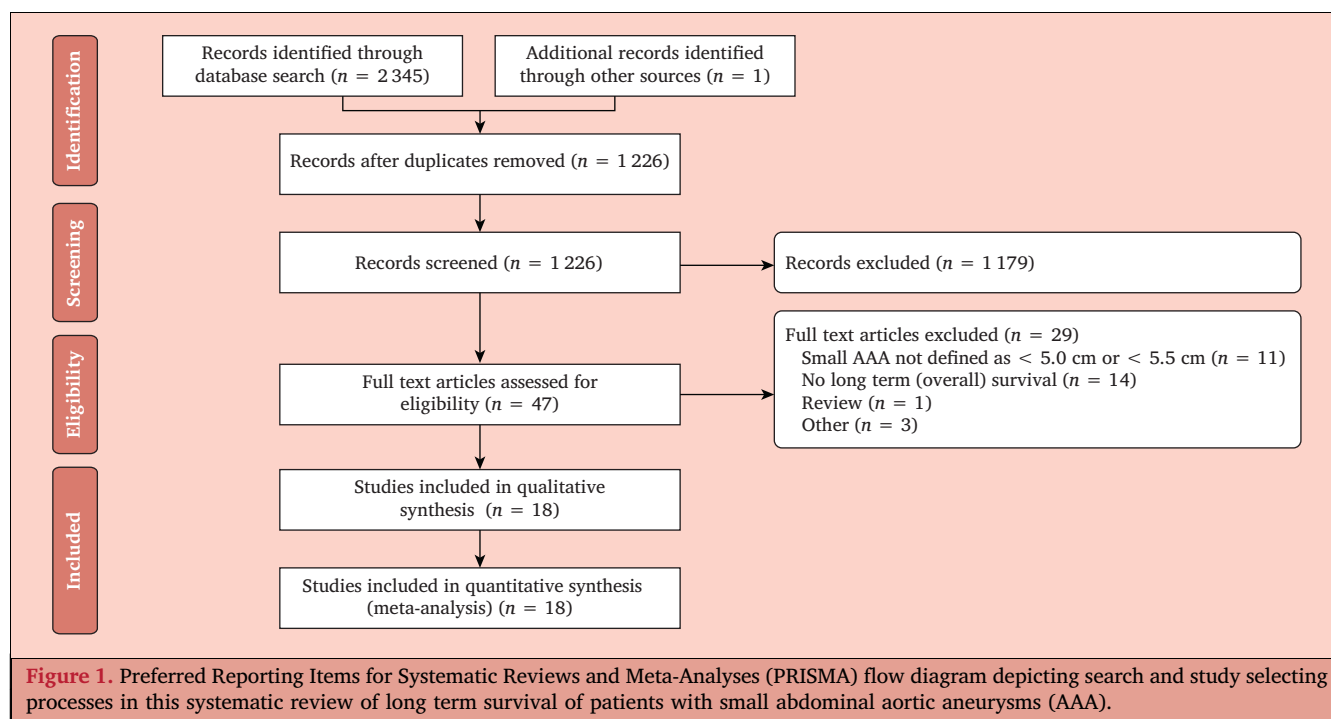 Identification
Records identified through
database search (n = 2 345)
Additional records identified
through other sources (n = 1)
Records after duplicates removed (n = 1 226)
Screening
Records screened (n = 1 226)
Records excluded (n = 1 179)
Eligibility
Full text articles assessed for
eligibility (n = 47)
Full text articles excluded (n = 29)
Small AAA not defined as < 5.0 cm or < 5.5 cm (n = 11)
No long term (overall) survival (n = 14)
Review (n = 1)
Other (n = 3)
Included
Studies included in qualitative
synthesis (n = 18)
Studies included in quantitative synthesis
(meta-analysis) (n = 18)
Figure 1. Preferred Reporting Items for Systematic Reviews and Meta-Analyses (PRISMA) flow diagram depicting search and study selecting
processes in this systematic review of long term survival of patients with small abdominal aortic aneurysms (AAA).